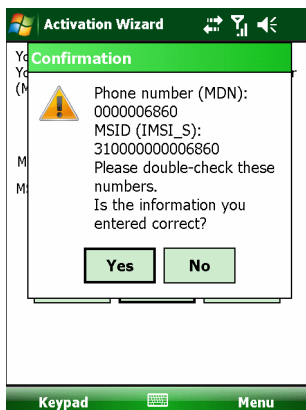 Activation Wizard
Confirmation
Phone number (MDN):
0000006860
MSID (IMSI_S):
310000000006860
Please double-check these
numbers.
Is the information you
entered correct?
Yes
No
Keypad
Menu